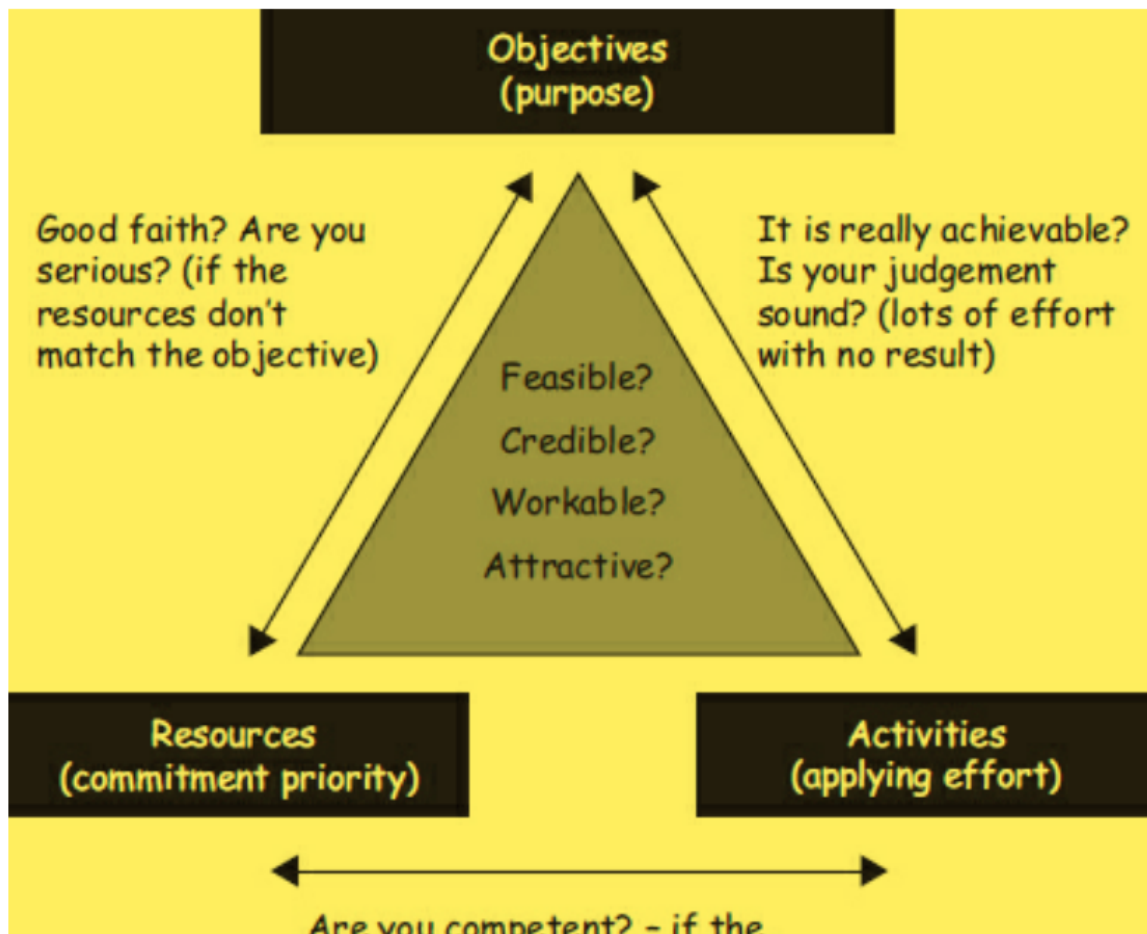 Objectives
(purpose)
Good faith? Are you
serious? (if the
resources don't
match the objective)
It is really achievable?
Is your judgement
sound? (lots of effort
with no result)
Feasible?
Credible?
Workable?
Attractive?
Resources
(commitment priority)
Activities
(applying effort)
Are you competent? – if the